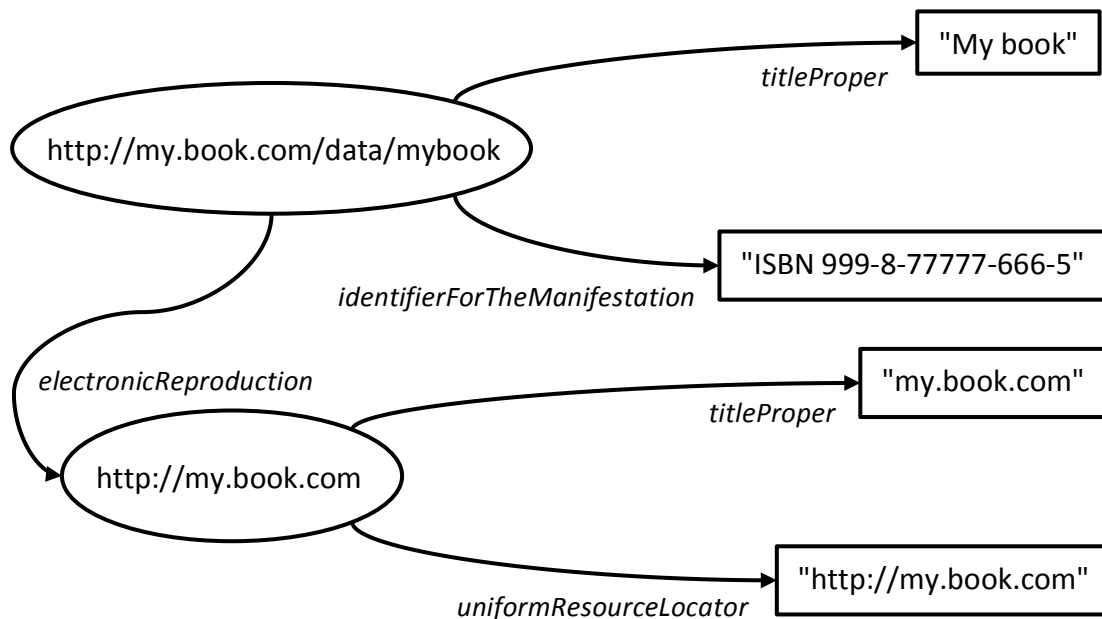 "My book"
titleProper
http://my.book.com/data/mybook
"ISBN 999-8-77777-666-5"
identifierForTheManifestation
electronicReproduction
"my.book.com"
titleProper
http://my.book.com
"http://my.book.com"
uniformResourceLocator